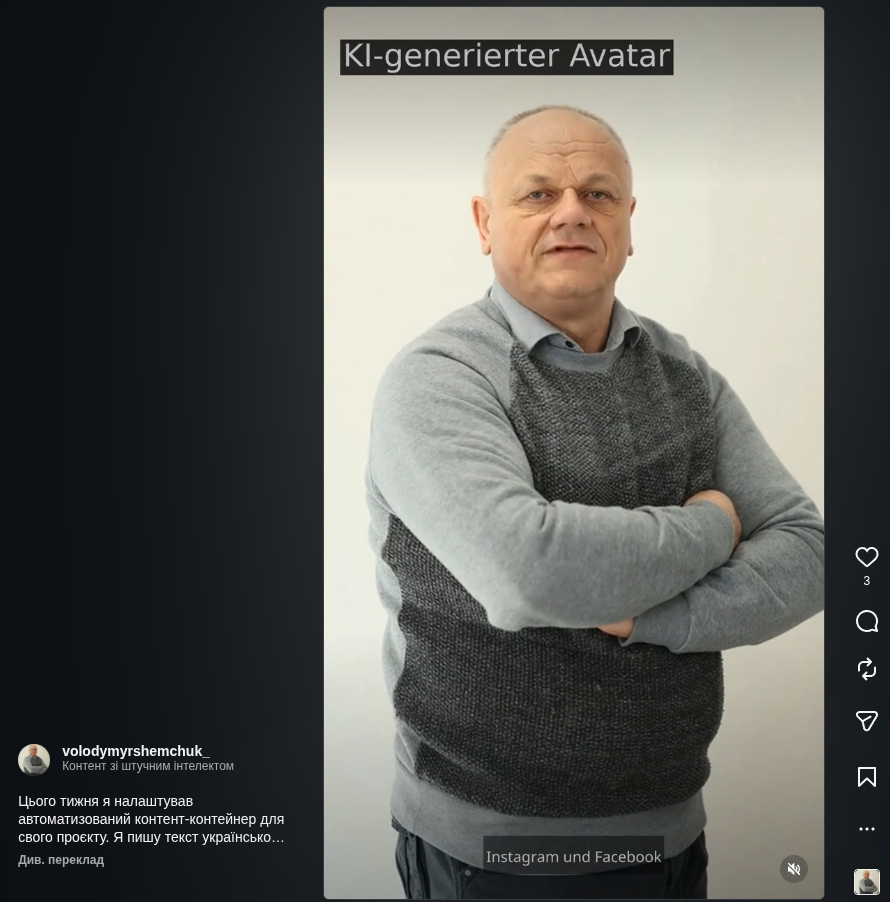 KI-generierter Avatar
3
volodymyrshemchuk_
Контент зі штучним інтелектом
Цього тижня я налаштував
автоматизований контент-контейнер для
свого проєкту. Я пишу текст українсько…
Див. переклад
Instagram und Facebook